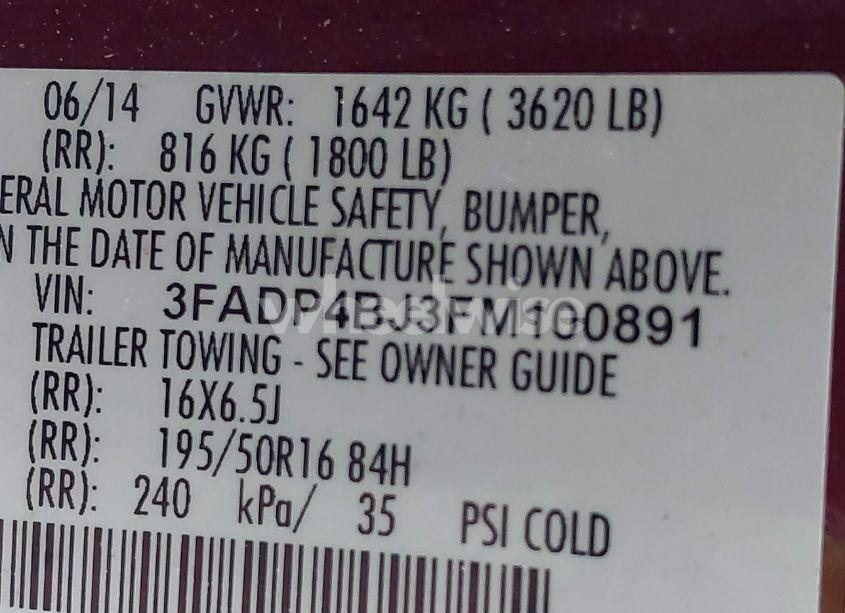 06/14 GVWR: 1642 KG ( 3620 LB)
(RR): 816 KG ( 1800 LB)
ERAL MOTOR VEHICLE SAFETY, BUMPER,
N THE DATE OF MANUFACTURE SHOWN ABOVE.
VIN: 3FADP4BJ3FM100891
wheelwise
TRAILER TOWING - SEE OWNER GUIDE
(RR): 16X6.5J
(RR): 195/50R16 84H
(RR): 240 kPa/ 35 PSI COLD